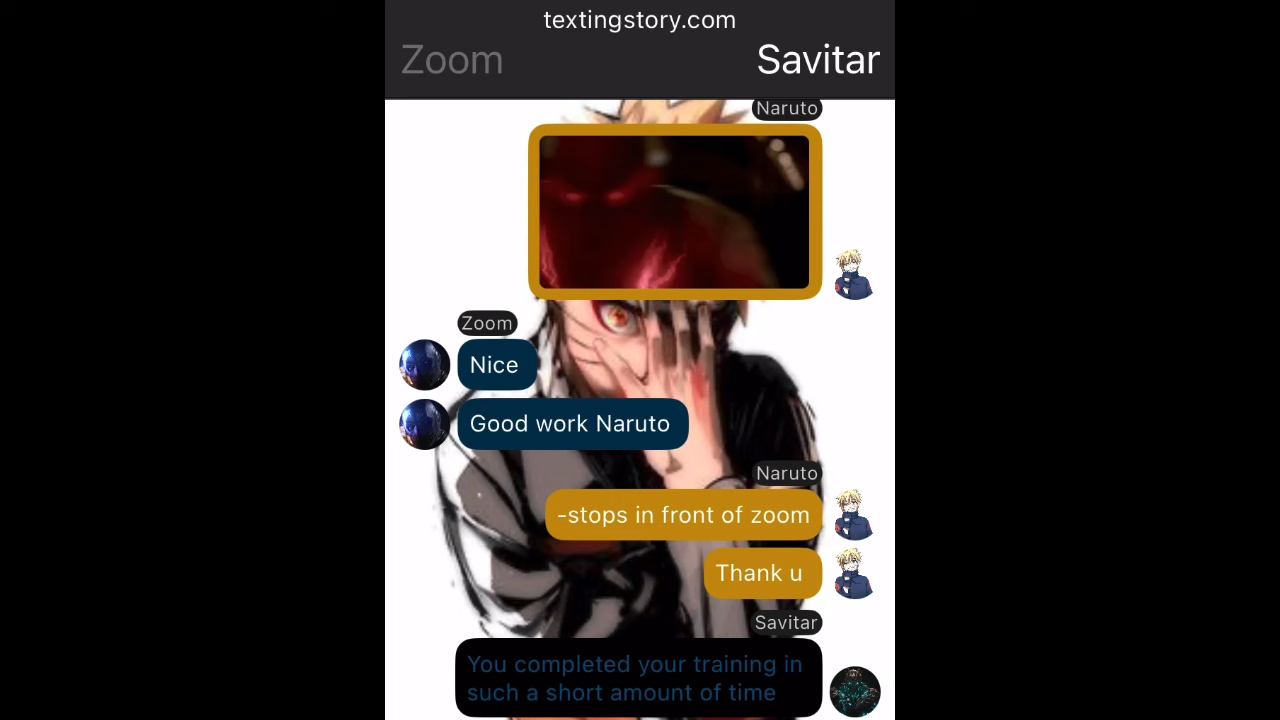 textingstory.com
Zoom
Savitar
Naruto
Zoom
Nice
Good work Naruto
Naruto
-stops in front of zoom
Thank u
Savitar
You completed your training in
such a short amount of time